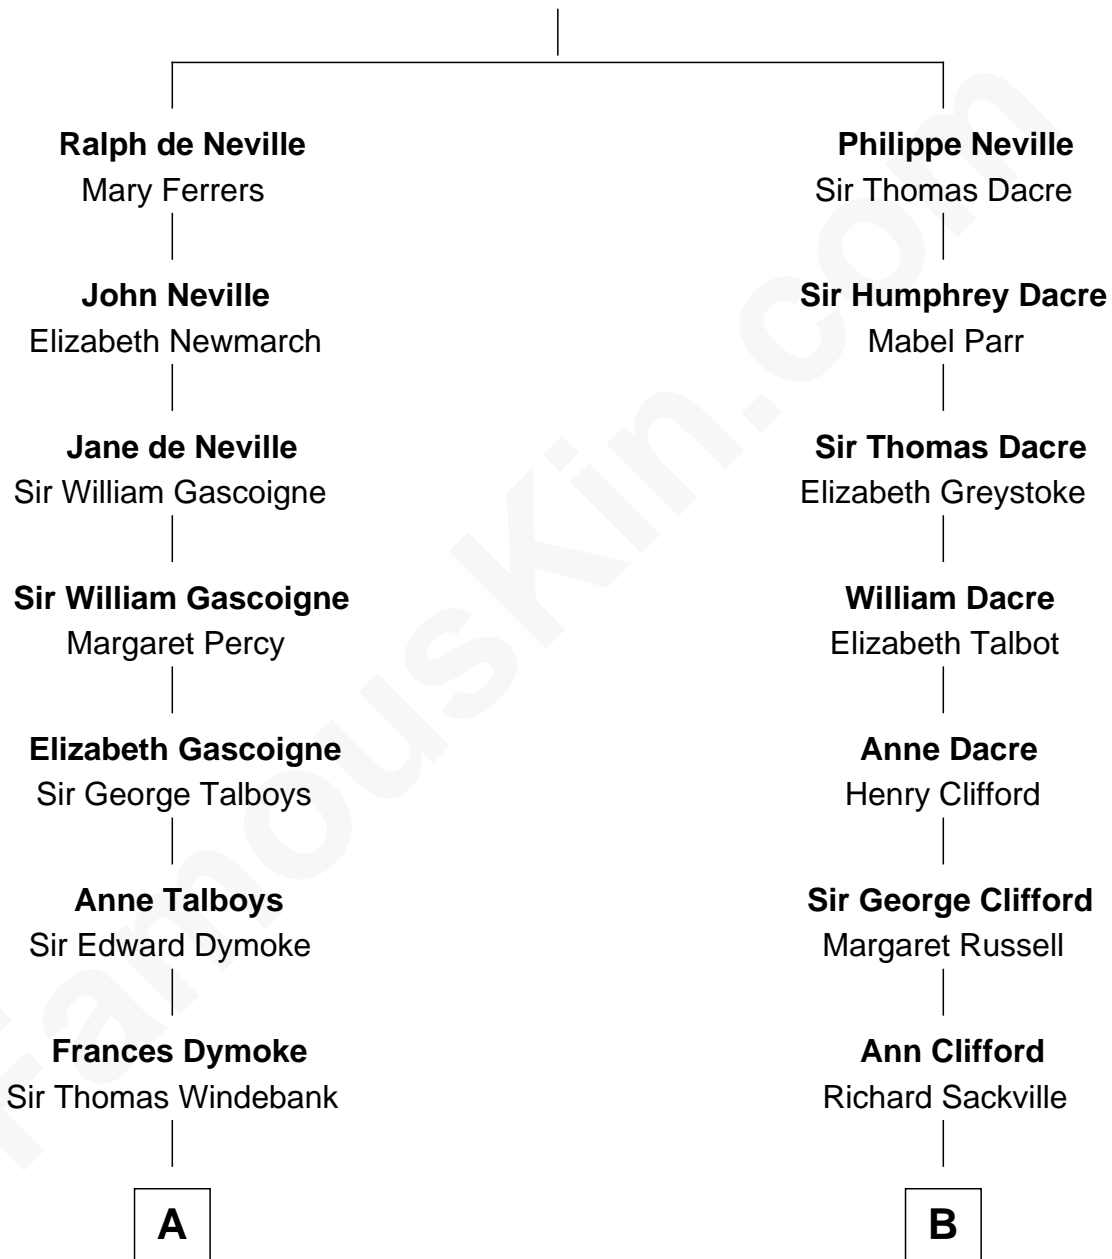 Ralph de Neville
Mary Ferrers
John Neville
Elizabeth Newmarch
Jane de Neville
Sir William Gascoigne
Sir William Gascoigne
Margaret Percy
Elizabeth Gascoigne
Sir George Talboys
Anne Talboys
Sir Edward Dymoke
Frances Dymoke
Sir Thomas Windebank
A
Philippe Neville
Sir Thomas Dacre
Sir Humphrey Dacre
Mabel Parr
Sir Thomas Dacre
Elizabeth Greystoke
William Dacre
Elizabeth Talbot
Anne Dacre
Henry Clifford
Sir George Clifford
Margaret Russell
Ann Clifford
Richard Sackville
B
FamousKin.com